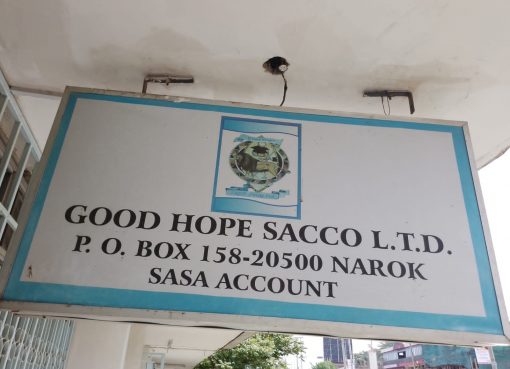 GOOD HOPE SACCO L.T.D.
P. O. BOX 158-20500 NAROK
SASA ACCOUNT